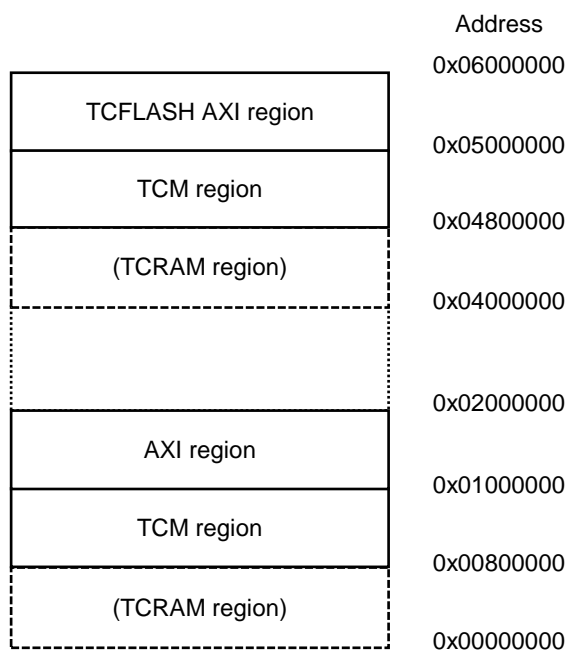 Address
0x06000000
TCFLASH AXI region
0x05000000
TCM region
0x04800000
(TCRAM region)
0x04000000
0x02000000
AXI region
0x01000000
TCM region
0x00800000
(TCRAM region)
0x00000000